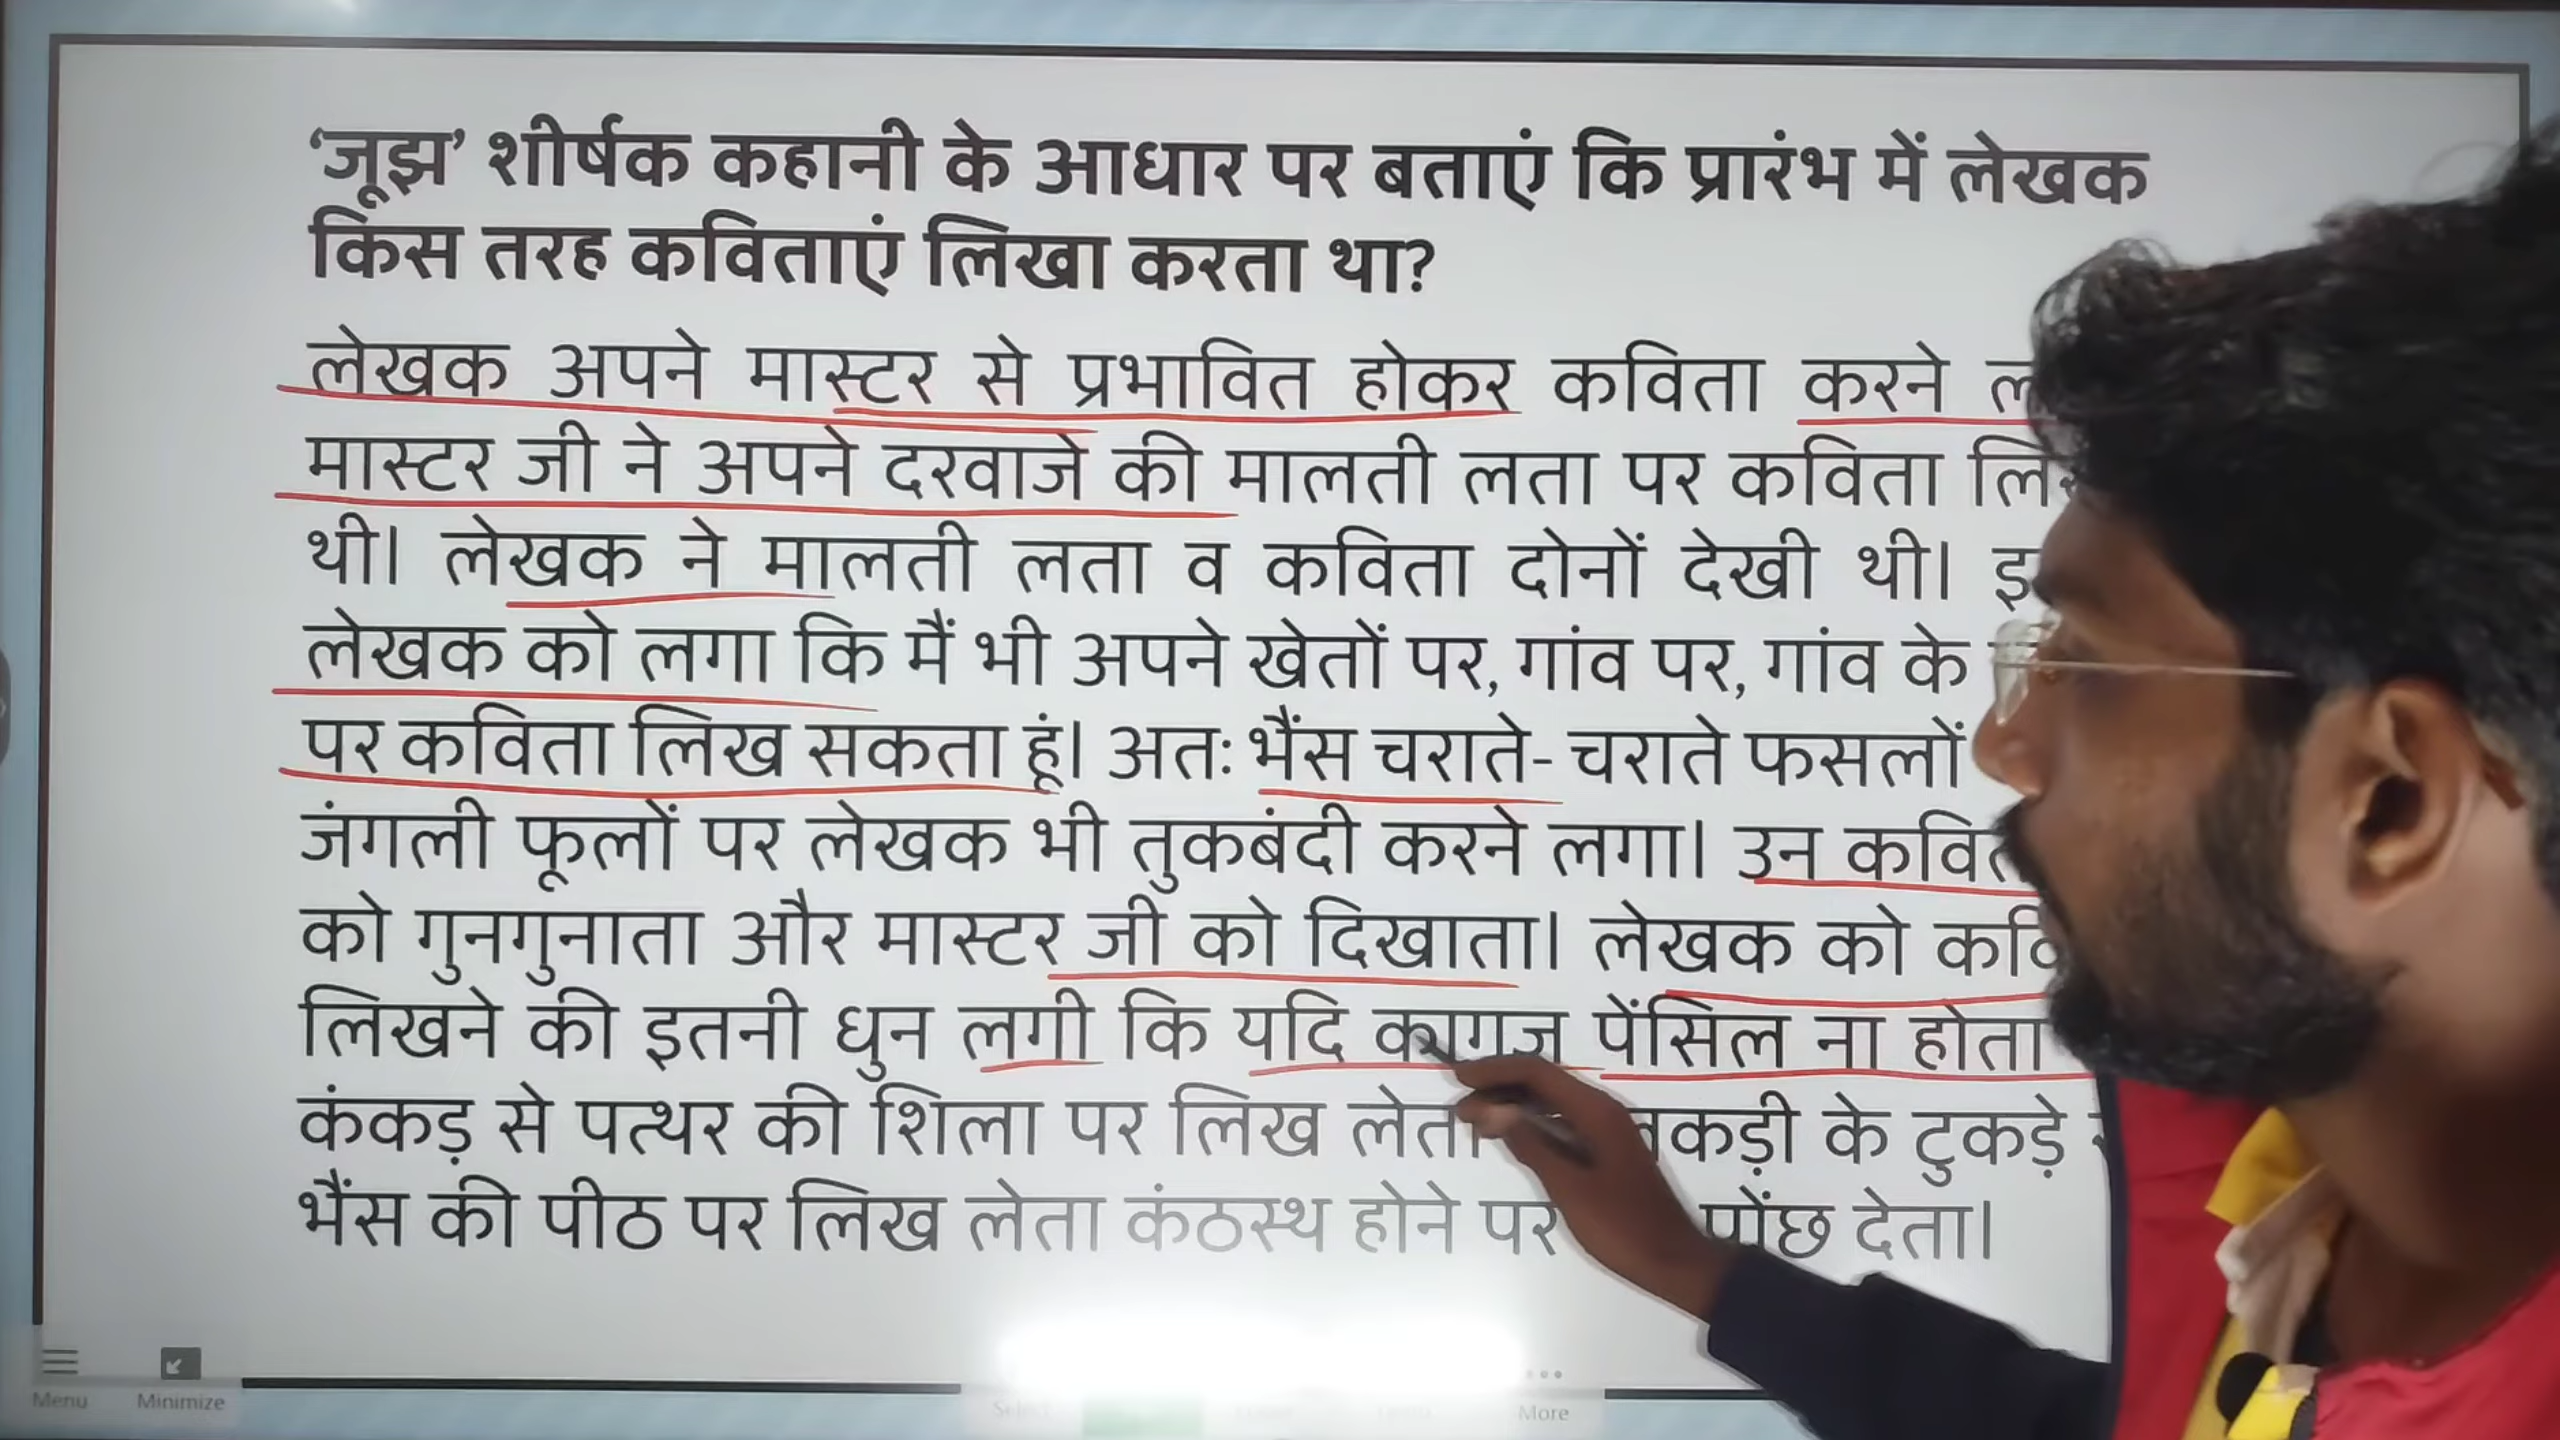 ‘जूझ’ शीर्षक कहानी के आधार पर बताएं कि प्रारंभ में लेखक
किस तरह कविताएं लिखा करता था?
लेखक अपने मास्टर से प्रभावित होकर कविता करने
मास्टर जी ने अपने दरवाजे की मालती लता पर कविता
थी। लेखक ने मालती लता व कविता दोनों देखी थी।
लेखक को लगा कि मैं भी अपने खेतों पर, गांव पर, गांव के
पर कविता लिख सकता हूं। अतः भैंस चराते- चराते फसलों
जंगली फूलों पर लेखक भी तुकबंदी करने लगा। उन
को गुनगुनाता और मास्टर जी को दिखाता। लेखक को
लिखने की इतनी धुन लगी कि यदि कागज पेंसिल ना होता
कंकड़ से पत्थर की शिला पर लिख लेता के टुकड़े
भैंस की पीठ पर लिख लेता कंठस्थ होने पर पोंछ देता।
Menu Minimize More